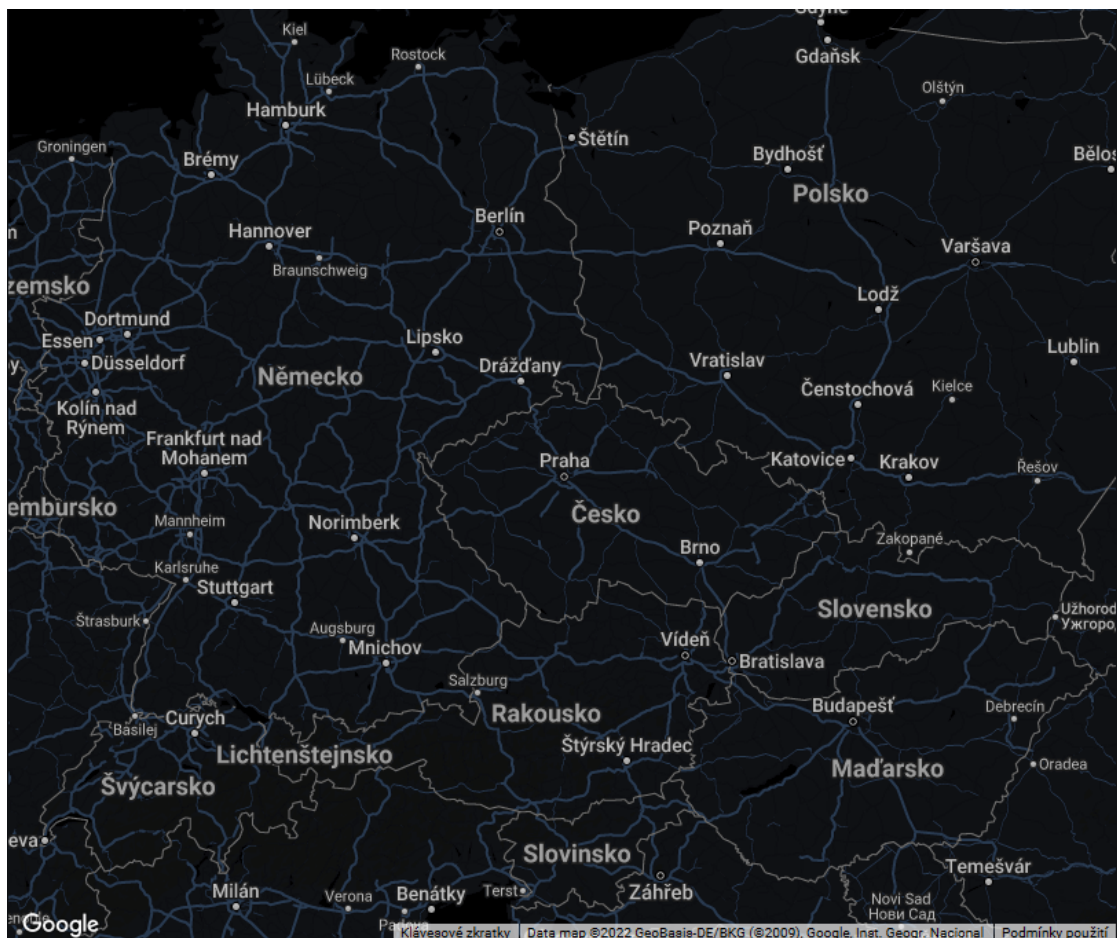 Gdaňsk
Kiel
Rostock
Lübeck
Olštýn
Hamburk
Štětín
Groningen
Brémy
Bydhošť
Polsko
Berlín
Poznaň
Hannover
Varšava
Braunschweig
zemsko
Lodž
Dortmund
Essen
Düsseldorf
Lipsko
Lublin
Drážďany
Vratislav
Německo
Čenstochová
Kielce
Kolín nad
Rýnem
Frankfurt nad
Mohanem
Praha
Katovice
Krakov
Řešov
embursko
Česko
Mannheim
Norimberk
Brno
Zakopané
Karlsruhe
Stuttgart
Slovensko
Užhorod
Ужгород
Štrasburk
Augsburg
Mnichov
Vídeň
Bratislava
Salzburg
Curych
Basilej
Rakousko
Budapešť
Debrecín
Štýrský Hradec
Lichtenštejnsko
Oradea
Maďarsko
Švýcarsko
eva
Slovinsko
Temešvár
Milán
Verona
Benátky
Terst
Záhřeb
Novi Sad
Нови Сад
Padova
Google
Klávesové zkratky
Data map ©2022 GeoBasis-DE/BKG (©2009), Google, Inst. Geogr. Nacional
Podmínky použití